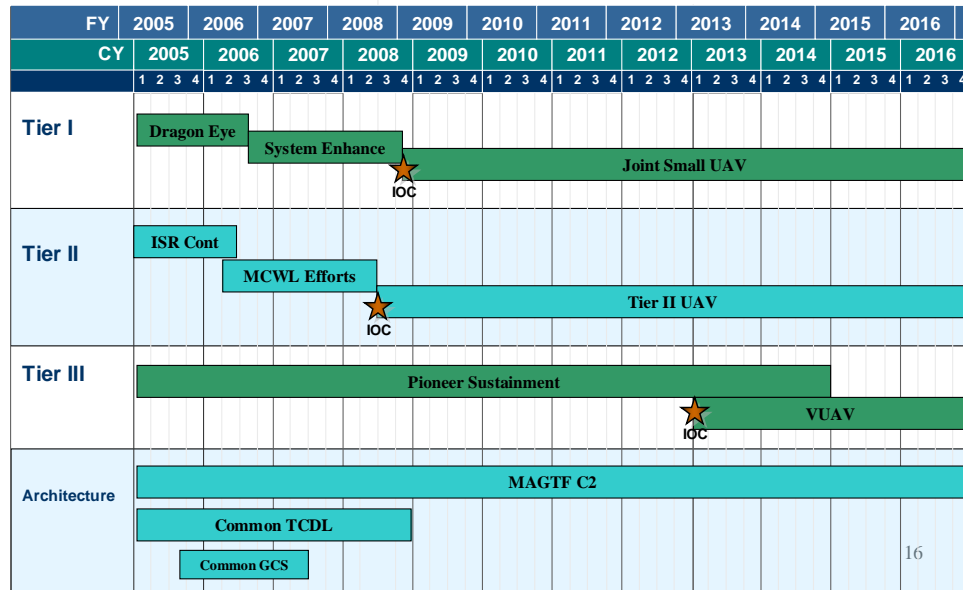 FY 2005 2006 2007 2008 2009 2010 2011 2012 2013 2014 2015 2016
CY 2005 2006 2007 2008 2009 2010 2011 2012 2013 2014 2015 2016
1 2 3 4 1 2 3 4 1 2 3 4 1 2 3 4 1 2 3 4 1 2 3 4 1 2 3 4 1 2 3 4 1 2 3 4 1 2 3 4 1 2 3 4 1 2 3 4
Tier I
Dragon Eye
System Enhance
Joint Small UAV
IOC
Tier II
ISR Cont
MCWL Efforts
Tier II UAV
IOC
Tier III
Pioneer Sustainment
VUAV
IOC
Architecture
MAGTF C2
Common TCDL
Common GCS
16